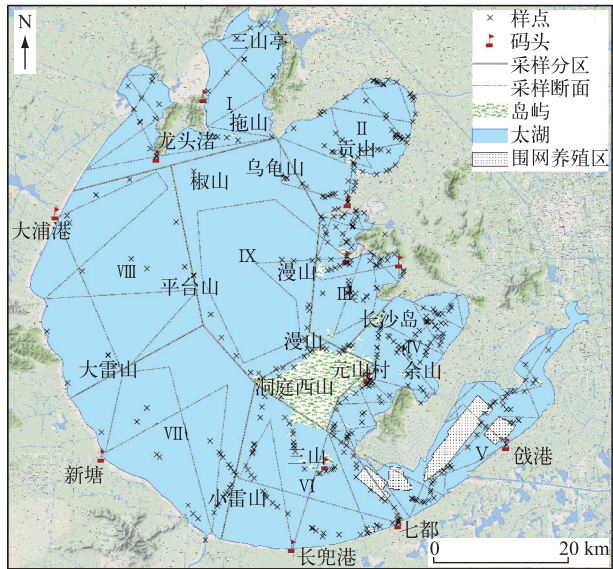 N
样点
码头
采样分区
采样断面
岛屿
太湖
围网养殖区
三山亭
I
拖山
II
贡山
龙头渚
乌龟山
椒山
大浦港
IX
漫山
VIII
平台山
III
长沙岛
漫山
IV
余山
大雷山
元山村
洞庭西山
VII
新塘
三山
VI
V
戗港
小雷山
七都
长兜港
0
20 km